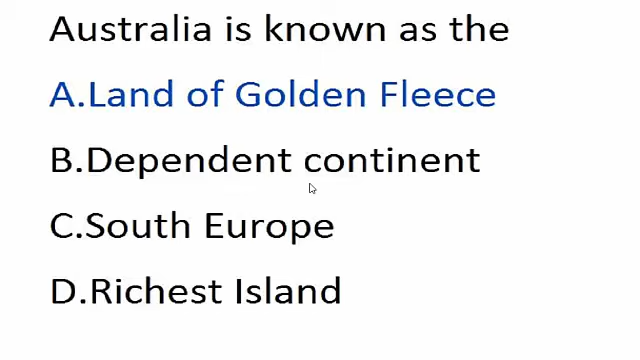 Australia is known as the
A.Land of Golden Fleece
B.Dependent continent
C.South Europe
D.Richest Island